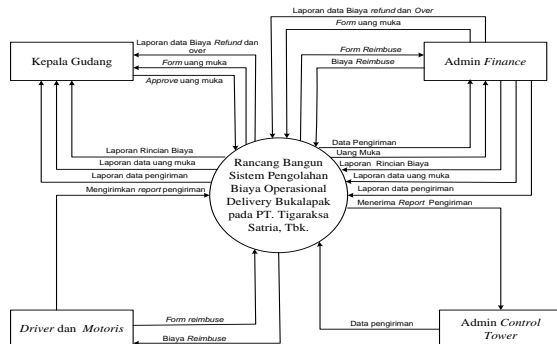 Laporan data Biaya refund dan Over
Form uang muka
Laporan data Biaya Refund dan
over
Form uang muka
Approve uang muka
Form Reimbuse
Biaya Reimbuse
Kepala Gudang
Admin Finance
Laporan Rincian Biaya
Laporan data uang muka
Laporan data pengiriman
Mengirimkan report pengiriman
Rancang Bangun
Sistem Pengolahan
Biaya Operasional
Delivery Bukalapak
pada PT. Tigaraksa
Satria, Tbk.
Data Pengiriman
Uang Muka
Laporan Rincian Biaya
Laporan data uang muka
Laporan data pengiriman
Menerima Report Pengiriman
Driver dan Motoris
Form reimbuse
Biaya Reimbuse
Data pengiriman
Admin Control
Tower